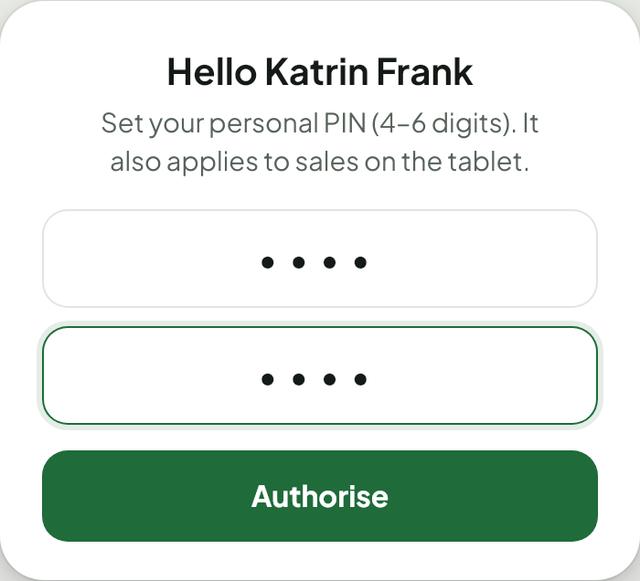 Hello Katrin Frank
Set your personal PIN (4–6 digits). It
also applies to sales on the tablet.
••••
••••
Authorise